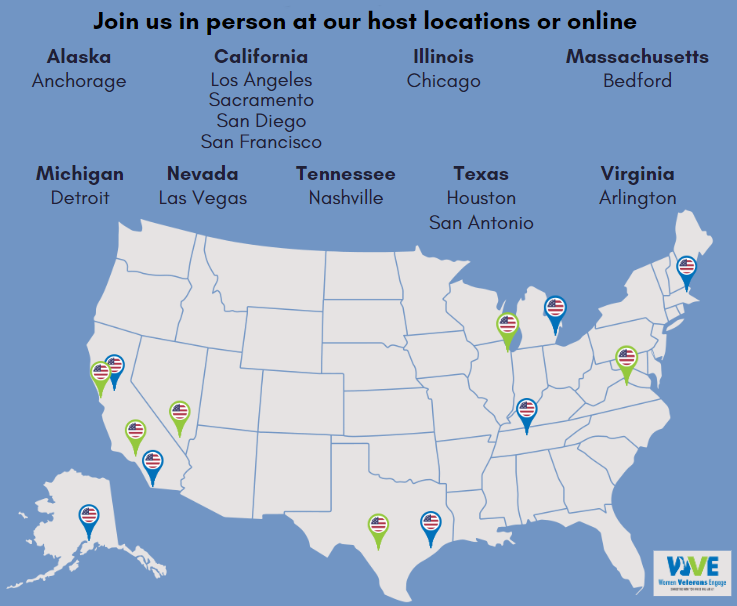 Join us in person at our host locations or online
Alaska
Anchorage
California
Los Angeles
Sacramento
San Diego
San Francisco
Illinois
Chicago
Massachusetts
Bedford
Michigan
Detroit
Nevada
Las Vegas
Tennessee
Nashville
Texas
Houston
San Antonio
Virginia
Arlington
WAVE
Women Veterans Engage